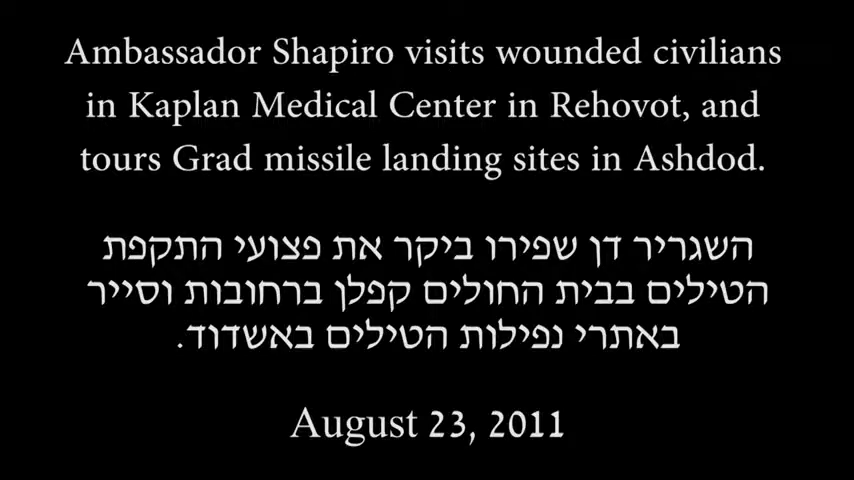 Ambassador Shapiro visits wounded civilians
in Kaplan Medical Center in Rehovot, and
tours Grad missile landing sites in Ashdod.
השגריר דן שפירו ביקר את פצועי התקפת
הטילים בבית החולים קפלן ברחובות וסייר
באתרי נפילות הטילים באשדוד.
August 23, 2011